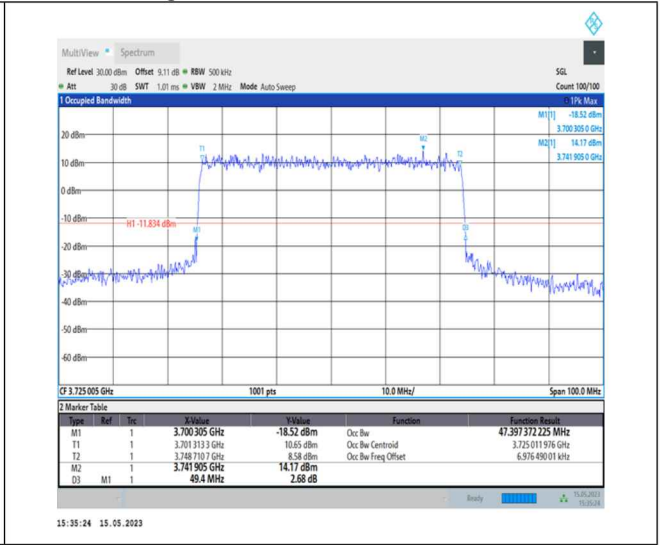 MultiView Spectrum
Ref Level 30.00 dBm Offset 9.11 dB RBW 500 kHz SGL
Att 30 dB SWT 1.01 ms VBW 2 MHz Mode Auto Sweep Count 100/100
1 Occupied Bandwidth 1Pk Max
M1[1] -18.52 dBm
3.700 305 0 GHz
M2[1] 14.17 dBm
3.741 905 0 GHz
20 dBm
M2
T1
T2
10 dBm
0 dBm
-10 dBm
H1 -11.834 dBm
M1
D3
-20 dBm
-30 dBm
-40 dBm
-50 dBm
-60 dBm
CF 3.725 005 GHz 1001 pts 10.0 MHz/ Span 100.0 MHz
2 Marker Table
Type Ref Trc X-Value Y-Value Function Function Result
M1 1 3.700305 GHz -18.52 dBm Occ Bw 47.397 372 225 MHz
T1 1 3.701 313 3 GHz 10.65 dBm Occ Bw Centroid 3.725 011 976 GHz
T2 1 3.748 710 7 GHz 8.58 dBm Occ Bw Freq Offset 6.976 490 01 kHz
M2 1 3.741905 GHz 14.17 dBm
D3 M1 1 49.4 MHz 2.68 dB
Ready 15.05.2023
15:35:24
15:35:24 15.05.2023